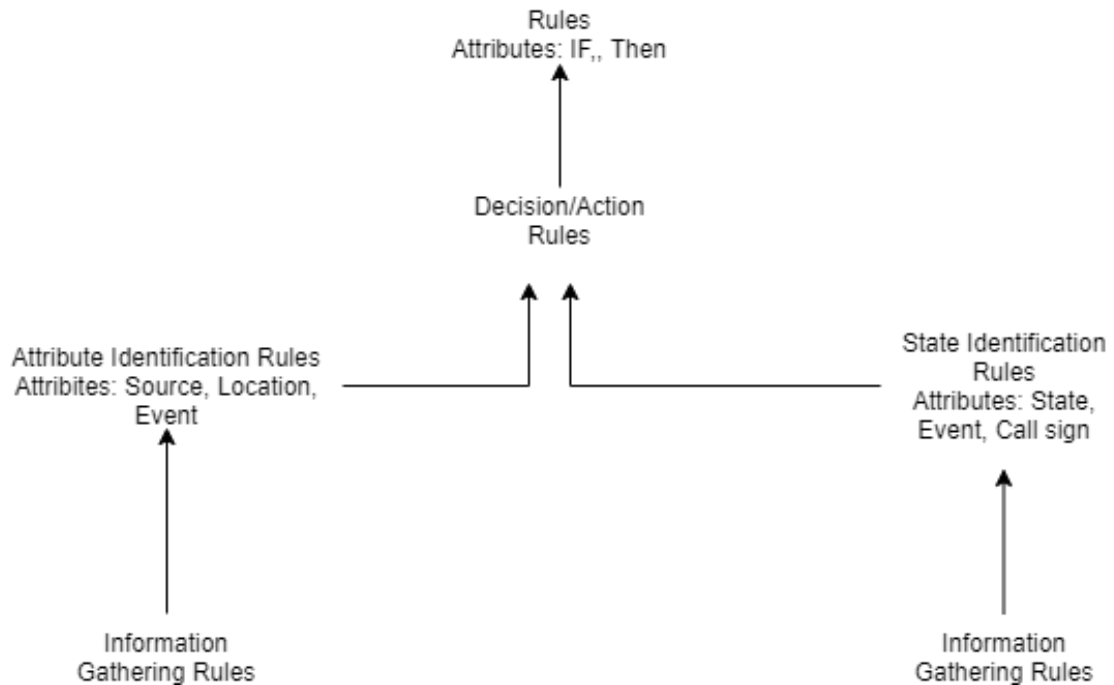 Rules
Attributes: IF,, Then
Decision/Action
Rules
Attribute Identification Rules
Attribites: Source, Location,
Event
State Identification
Rules
Attributes: State,
Event, Call sign
Information
Gathering Rules
Information
Gathering Rules